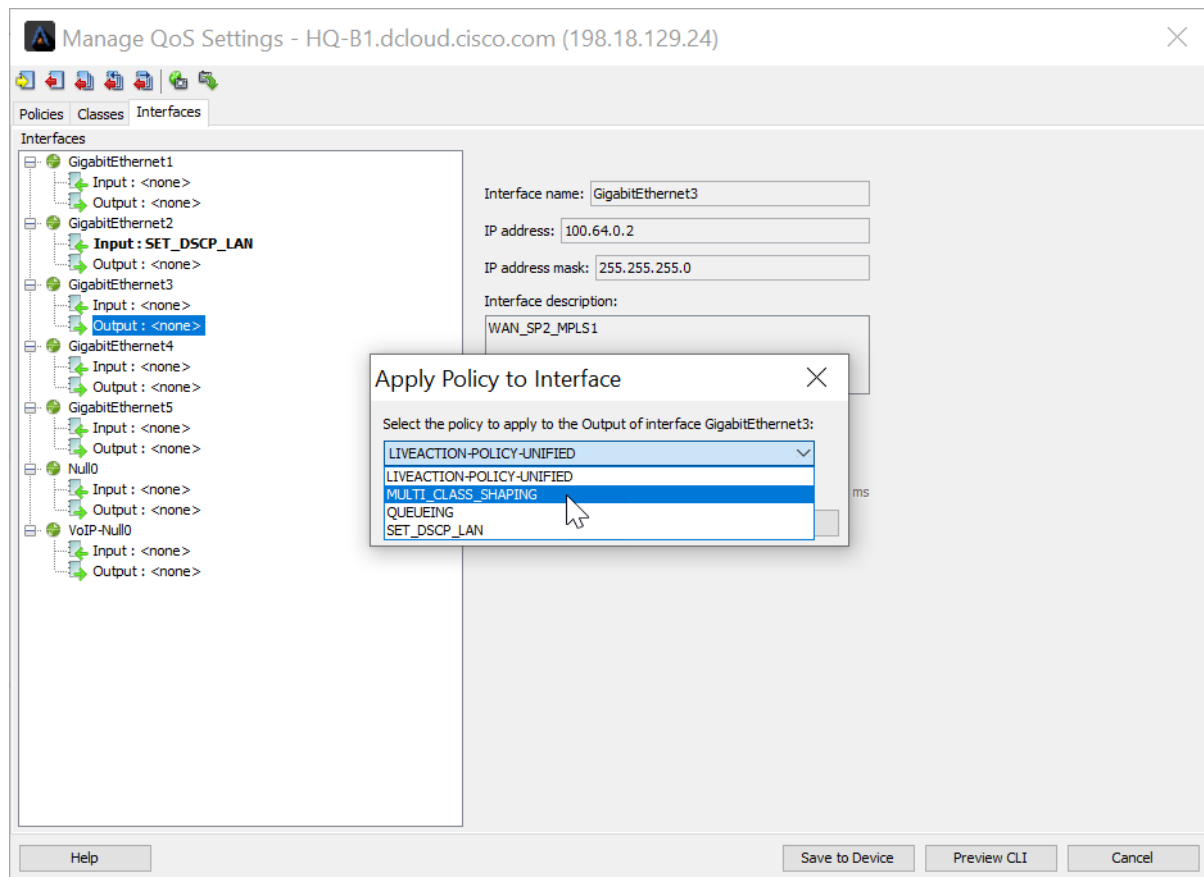 Manage QoS Settings - HQ-B1.dcloud.cisco.com (198.18.129.24)
Policies Classes Interfaces
Interfaces
GigabitEthernet1
Input : <none>
Output : <none>
GigabitEthernet2
Input : SET_DSCP_LAN
Output : <none>
GigabitEthernet3
Input : <none>
Output : <none>
GigabitEthernet4
Input : <none>
Output : <none>
GigabitEthernet5
Input : <none>
Output : <none>
Null0
Input : <none>
Output : <none>
VoIP-Null0
Input : <none>
Output : <none>
Interface name: GigabitEthernet3
IP address: 100.64.0.2
IP address mask: 255.255.255.0
Interface description:
WAN_SP2_MPLS1
Apply Policy to Interface
Select the policy to apply to the Output of interface GigabitEthernet3:
LIVEACTION-POLICY-UNIFIED
LIVEACTION-POLICY-UNIFIED
MULTI_CLASS_SHAPING
QUEUEING
SET_DSCP_LAN
ms
Help Save to Device Preview CLI Cancel